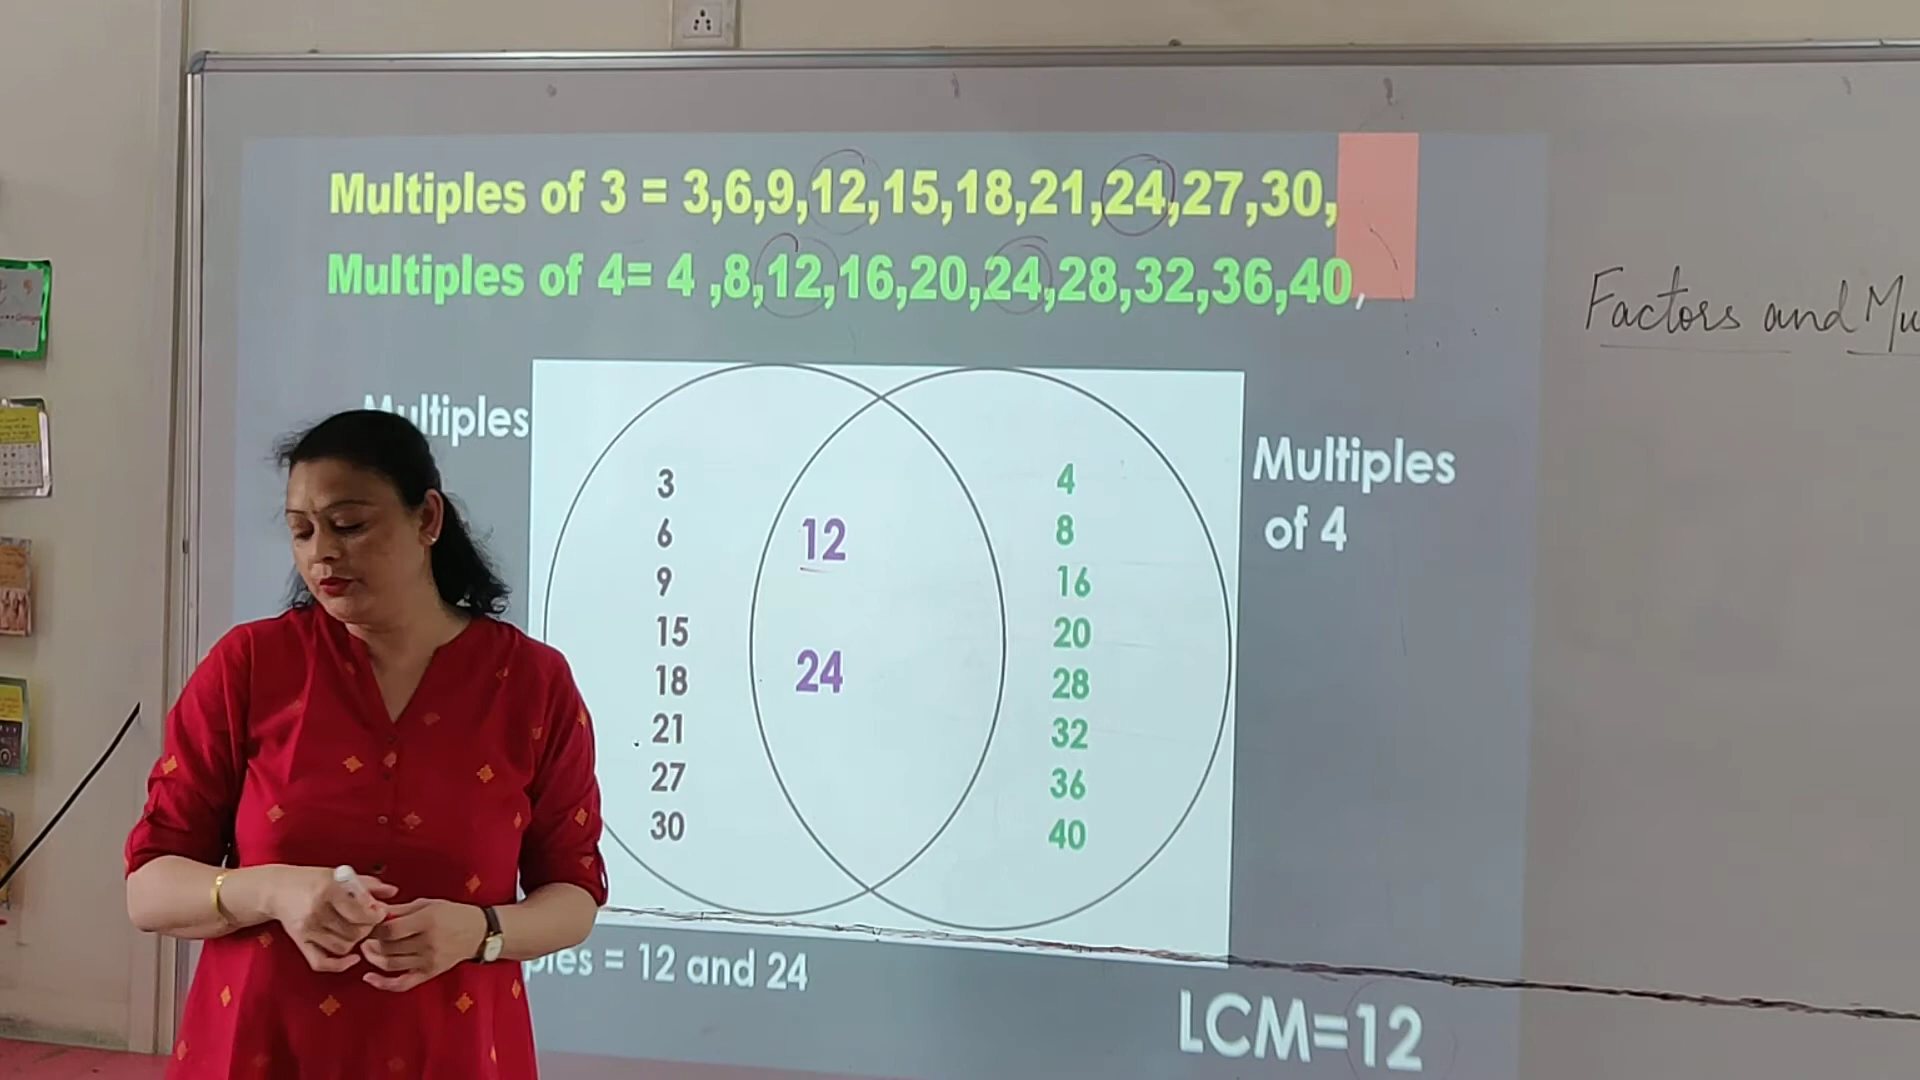 Multiples of 3 = 3,6,9,12,15,18,21,24,27,30,
Multiples of 4= 4 ,8,12,16,20,24,28,32,36,40,
Factors and Mu
Multiples
Multiples
of 4
3
6
9
15
18
21
27
30
12
24
4
8
16
20
28
32
36
40
ples = 12 and 24
LCM=12